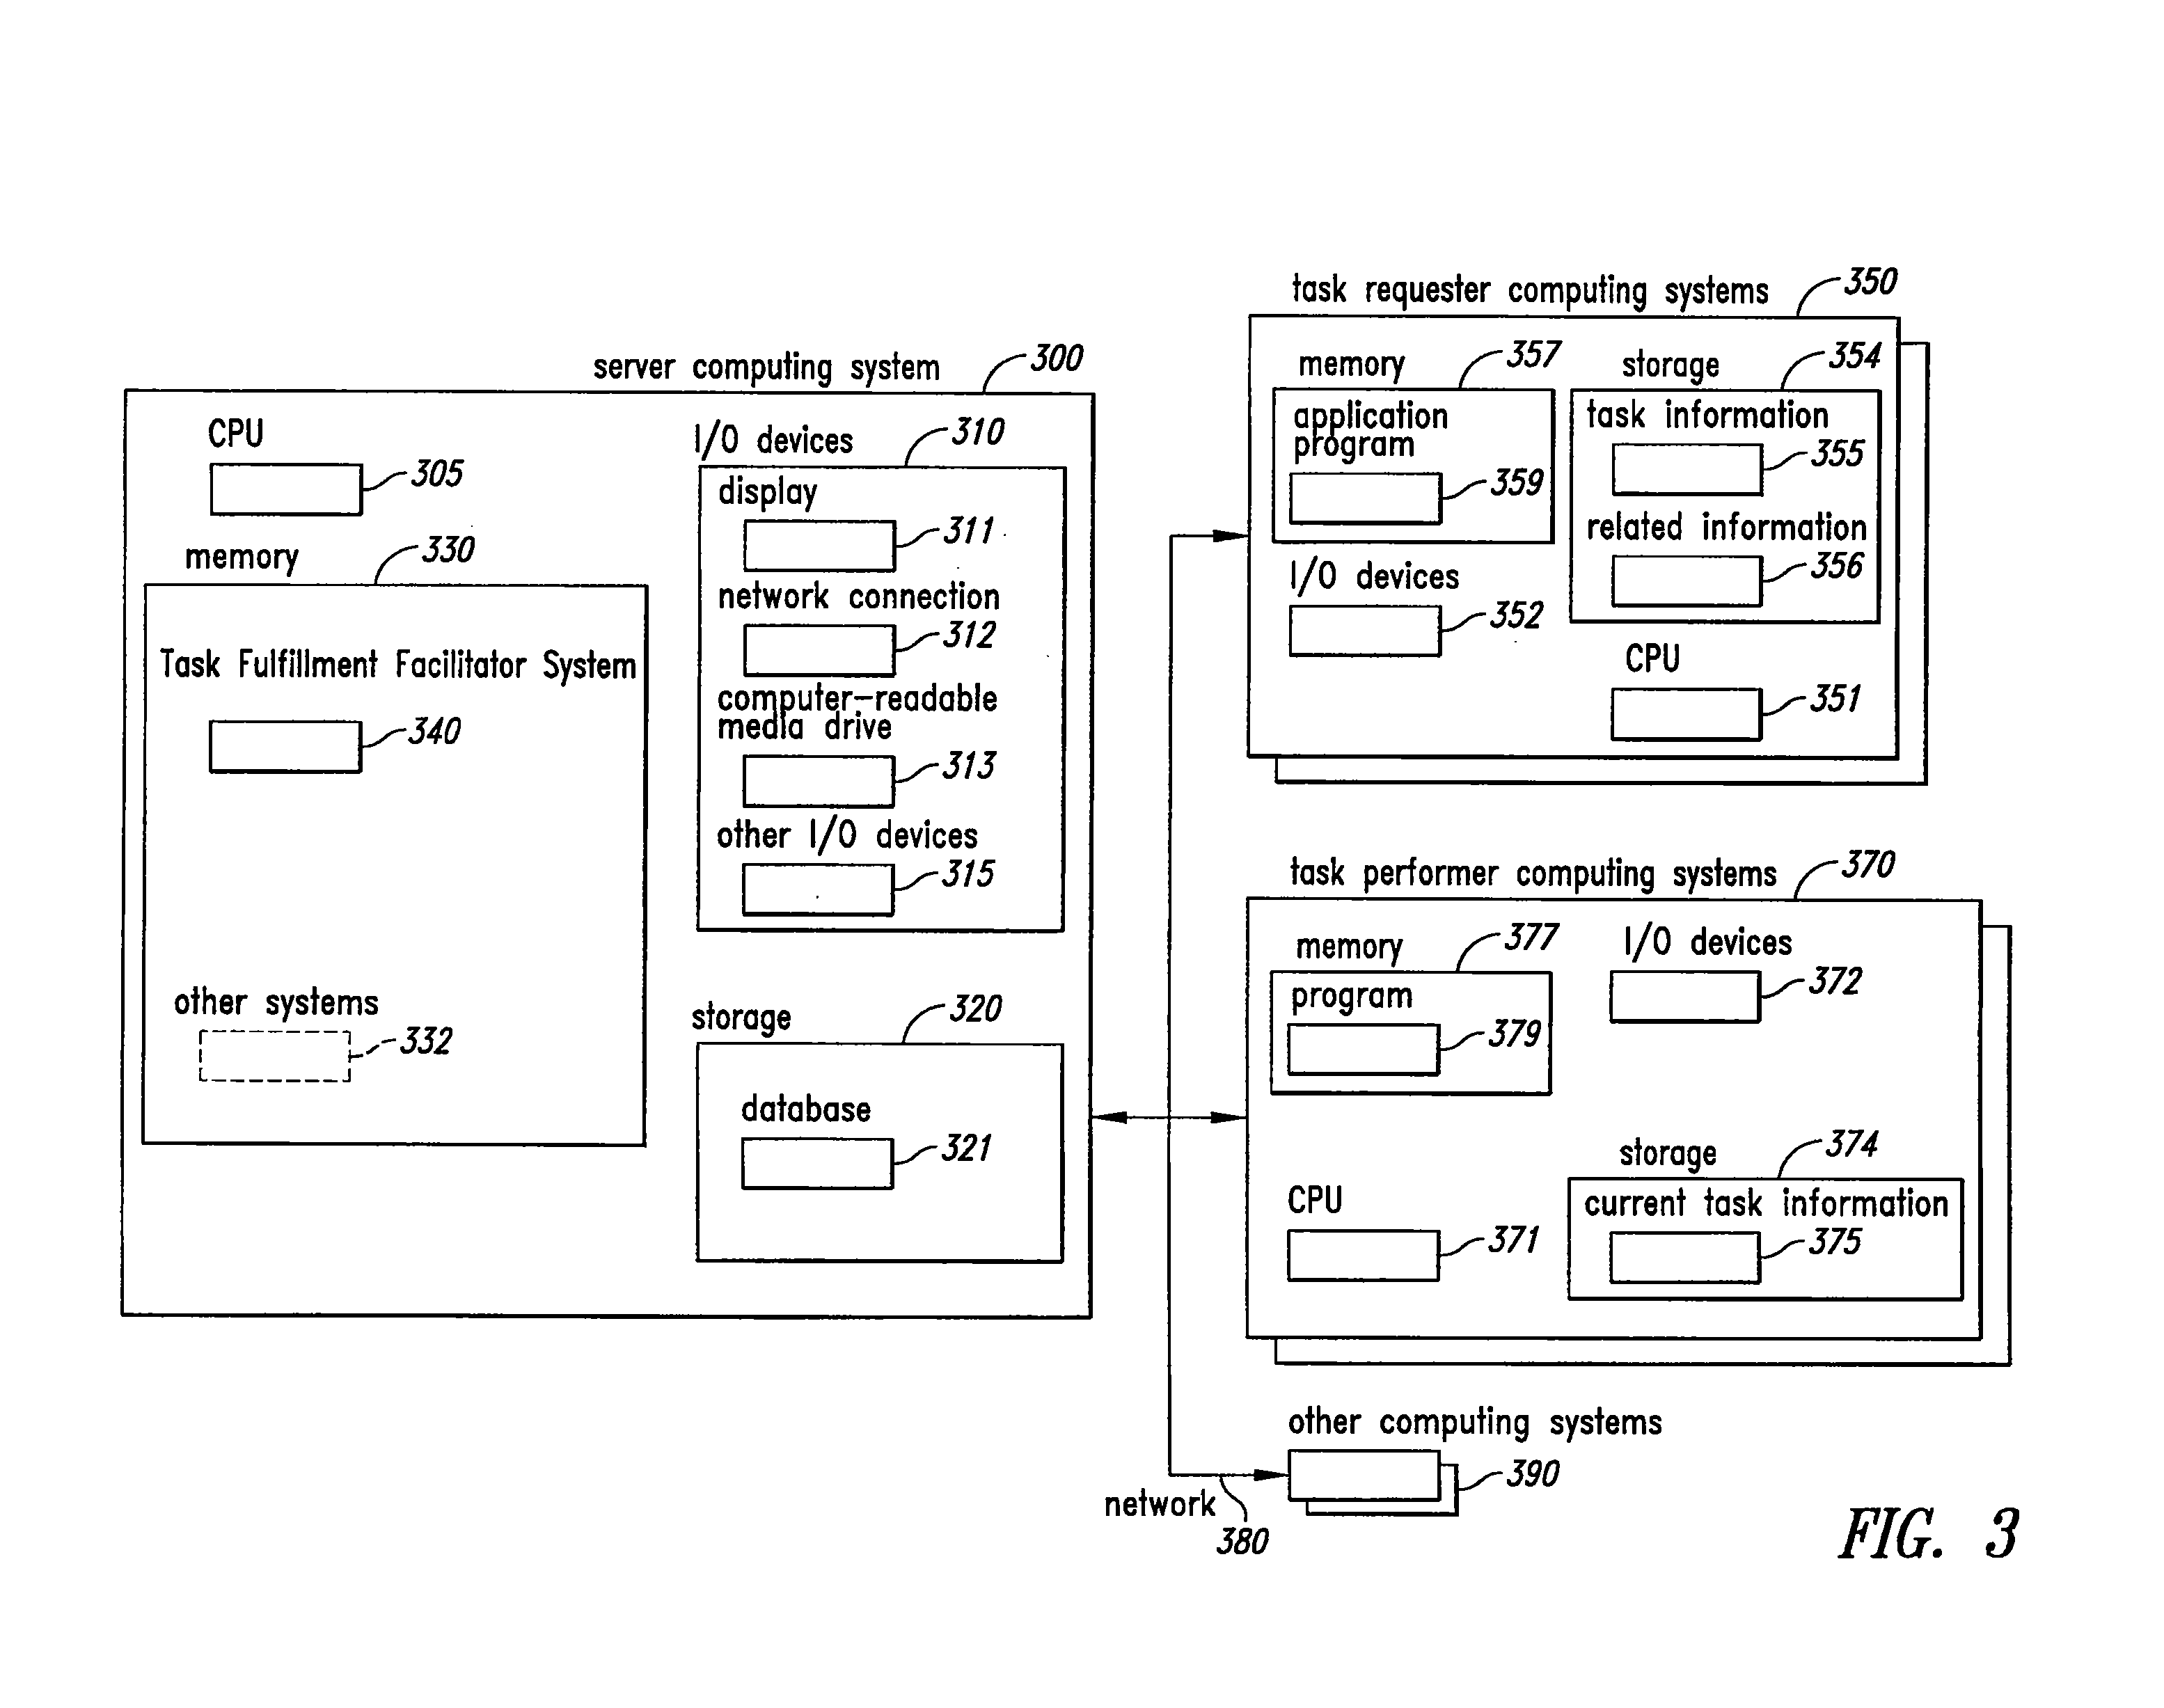 server computing system 300
CPU
305
memory 330
Task Fulfillment Facilitator System
340
other systems
332
I/O devices 310
display
311
network connection
312
computer-readable
media drive
313
other I/O devices
315
storage 320
database
321
task requester computing systems 350
memory 357
application
program
359
I/O devices
352
storage 354
task information
355
related information
356
CPU
351
task performer computing systems 370
memory 377
program
379
I/O devices
372
CPU
371
storage 374
current task information
375
other computing systems
390
network
380
FIG. 3